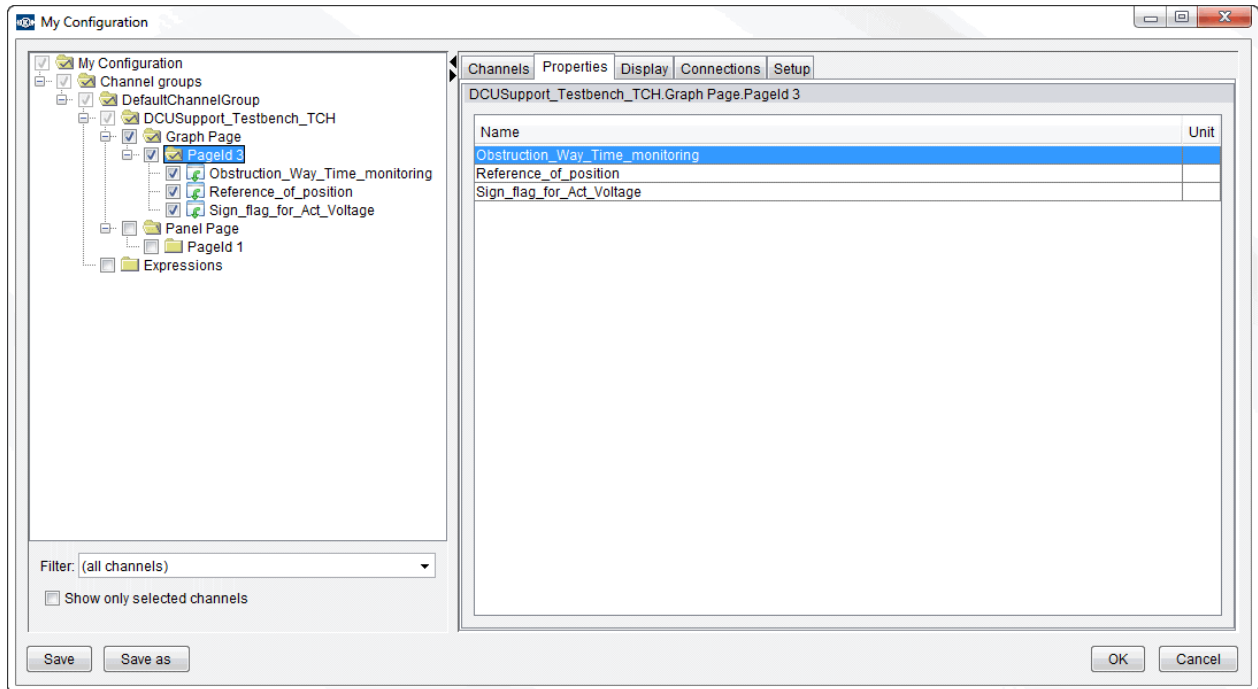 My Configuration
My Configuration
Channel groups
DefaultChannelGroup
DCUSupport_Testbench_TCH
Graph Page
PageId 3
Obstruction_Way_Time_monitoring
Reference_of_position
Sign_flag_for_Act_Voltage
Panel Page
PageId 1
Expressions
Filter: (all channels)
Show only selected channels
Channels Properties Display Connections Setup
DCUSupport_Testbench_TCH.Graph Page.PageId 3
Name Unit
Obstruction_Way_Time_monitoring
Reference_of_position
Sign_flag_for_Act_Voltage
Save Save as OK Cancel